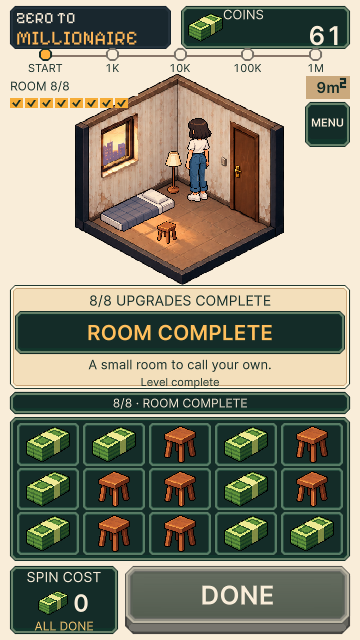 ZERO TO
MILLIONAIRE
COINS
61
START
1K
10K
100K
1M
ROOM 8/8
9m²
MENU
8/8 UPGRADES COMPLETE
ROOM COMPLETE
A small room to call your own.
Level complete
8/8 · ROOM COMPLETE
SPIN COST
0
ALL DONE
DONE